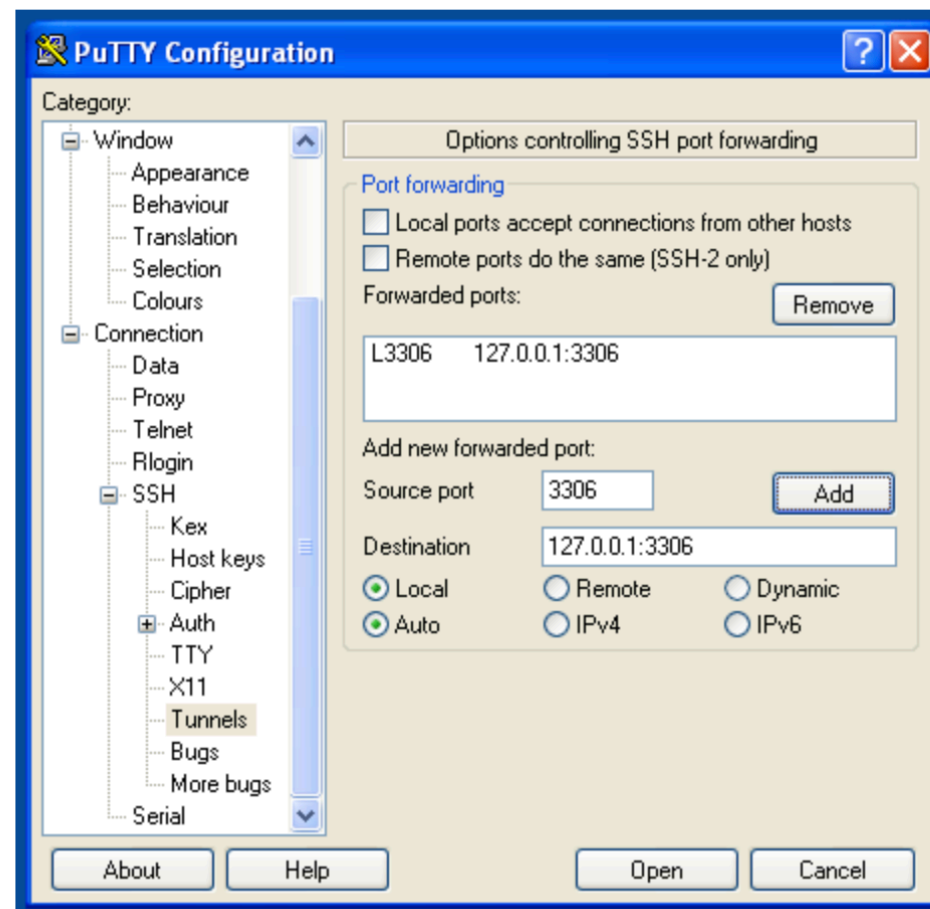 PuTTY Configuration
Category:
Window
Appearance
Behaviour
Translation
Selection
Colours
Connection
Data
Proxy
Telnet
Rlogin
SSH
Kex
Host keys
Cipher
Auth
TTY
X11
Tunnels
Bugs
More bugs
Serial
Options controlling SSH port forwarding
Port forwarding
Local ports accept connections from other hosts
Remote ports do the same (SSH-2 only)
Forwarded ports:
Remove
L3306 127.0.0.1:3306
Add new forwarded port:
Source port 3306 Add
Destination 127.0.0.1:3306
Local Remote Dynamic
Auto IPv4 IPv6
About Help Open Cancel